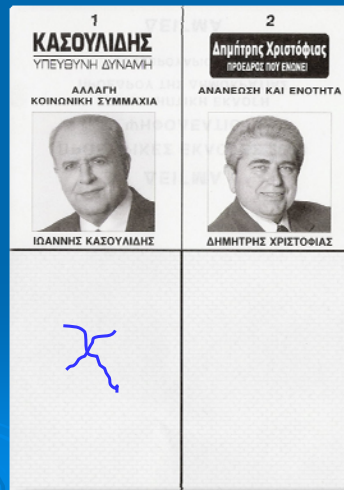 1
ΚΑΣΟΥΛΙΔΗΣ
ΥΠΕΥΘΥΝΗ ΔΥΝΑΜΗ
ΑΛΛΑΓΗ
ΚΟΙΝΩΝΙΚΗ ΣΥΜΜΑΧΙΑ
ΙΩΑΝΝΗΣ ΚΑΣΟΥΛΙΔΗΣ
2
Δημήτρης Χριστόφιας
ΠΡΟΕΔΡΟΣ ΠΟΥ ΕΝΩΝΕΙ
ΑΝΑΝΕΩΣΗ ΚΑΙ ΕΝΟΤΗΤΑ
ΔΗΜΗΤΡΗΣ ΧΡΙΣΤΟΦΙΑΣ